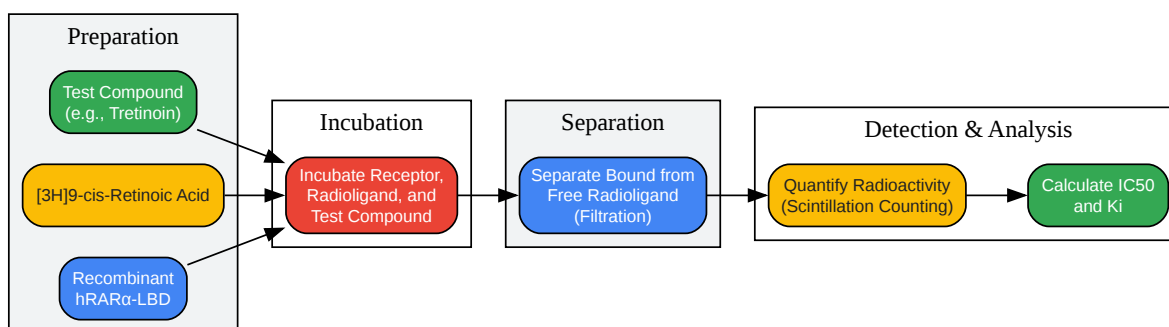 Preparation
Test Compound
(e.g., Tretinoin)
[3H]9-cis-Retinoic Acid
Recombinant
hRARα-LBD
Incubation
Incubate Receptor,
Radioligand, and
Test Compound
Separation
Separate Bound from
Free Radioligand
(Filtration)
Detection & Analysis
Quantify Radioactivity
(Scintillation Counting)
Calculate IC50
and Ki